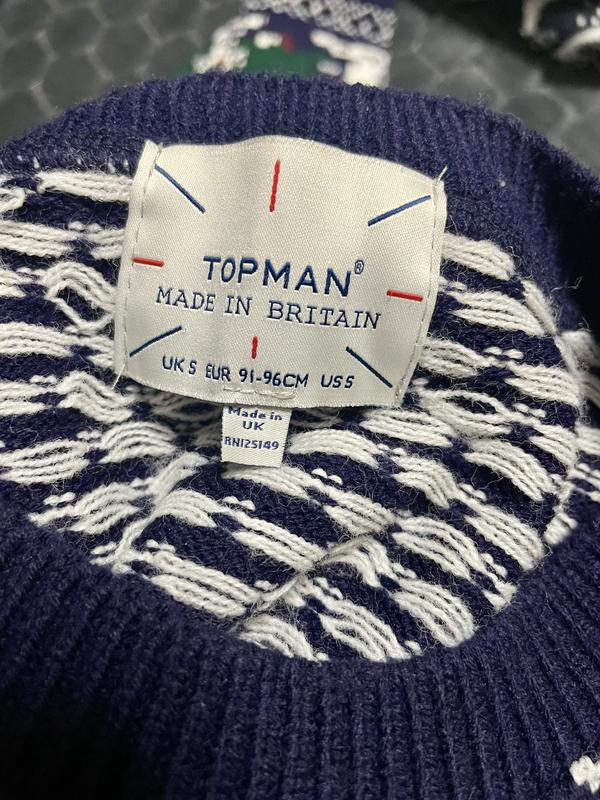 TOPMAN®
MADE IN BRITAIN
UK S EUR 91-96CM US S
Made in
UK
RN125149